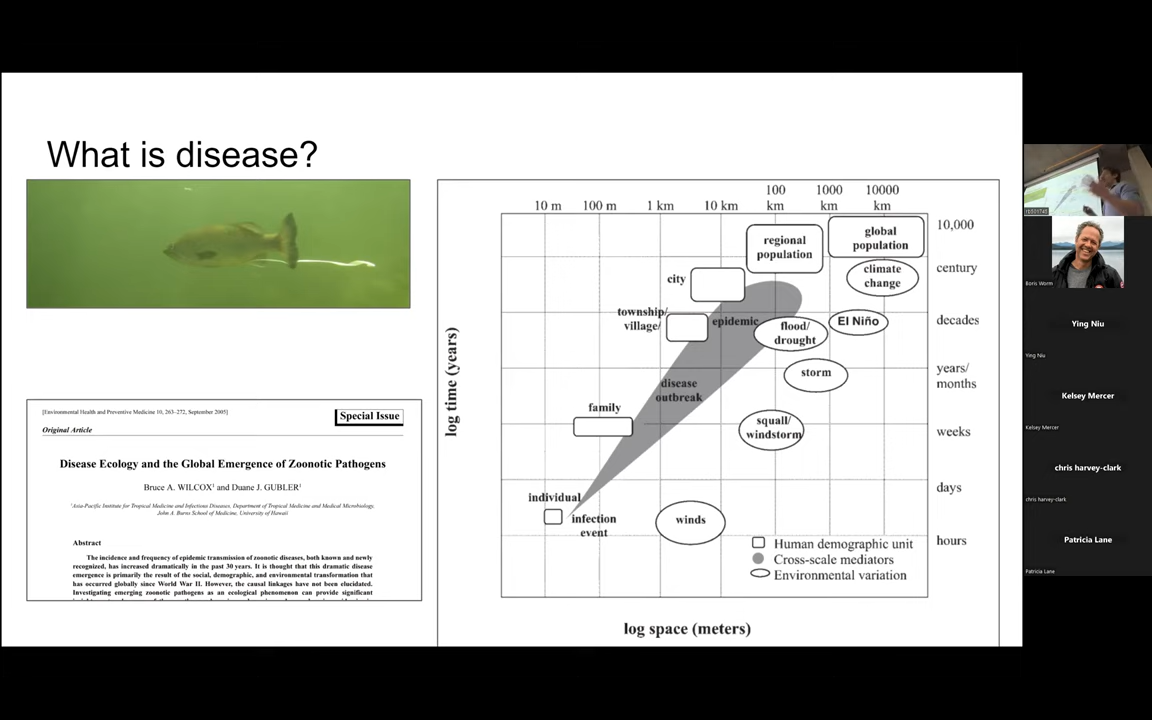 What is disease?
[Environmental Health and Preventive Medicine 10, 263–272, September 2005]
Special Issue
Original Article
Disease Ecology and the Global Emergence of Zoonotic Pathogens
Bruce A. WILCOX¹ and Duane J. GUBLER¹
¹Asia-Pacific Institute for Tropical Medicine and Infectious Diseases, Department of Tropical Medicine and Medical Microbiology,
John A. Burns School of Medicine, University of Hawaii
Abstract
The incidence and frequency of epidemic transmission of zoonotic diseases, both known and newly
recognized, has increased dramatically in the past 30 years. It is thought that this dramatic disease
emergence is primarily the result of the social, demographic, and environmental transformation that
has occurred globally since World War II. However, the causal linkages have not been elucidated.
Investigating emerging zoonotic pathogens as an ecological phenomenon can provide significant
10 m
100 m
1 km
10 km
100
km
1000
km
10000
km
log time (years)
regional
population
global
population
10,000
city
climate
change
century
township/
village/
epidemic
flood/
drought
El Niño
decades
storm
years/
months
disease
outbreak
family
squall/
windstorm
weeks
individual
days
infection
event
winds
hours
Human demographic unit
Cross-scale mediators
Environmental variation
log space (meters)
Boris Worm
Ying Niu
Ying Niu
Kelsey Mercer
Kelsey Mercer
chris harvey-clark
chris harvey-clark
Patricia Lane
Patricia Lane